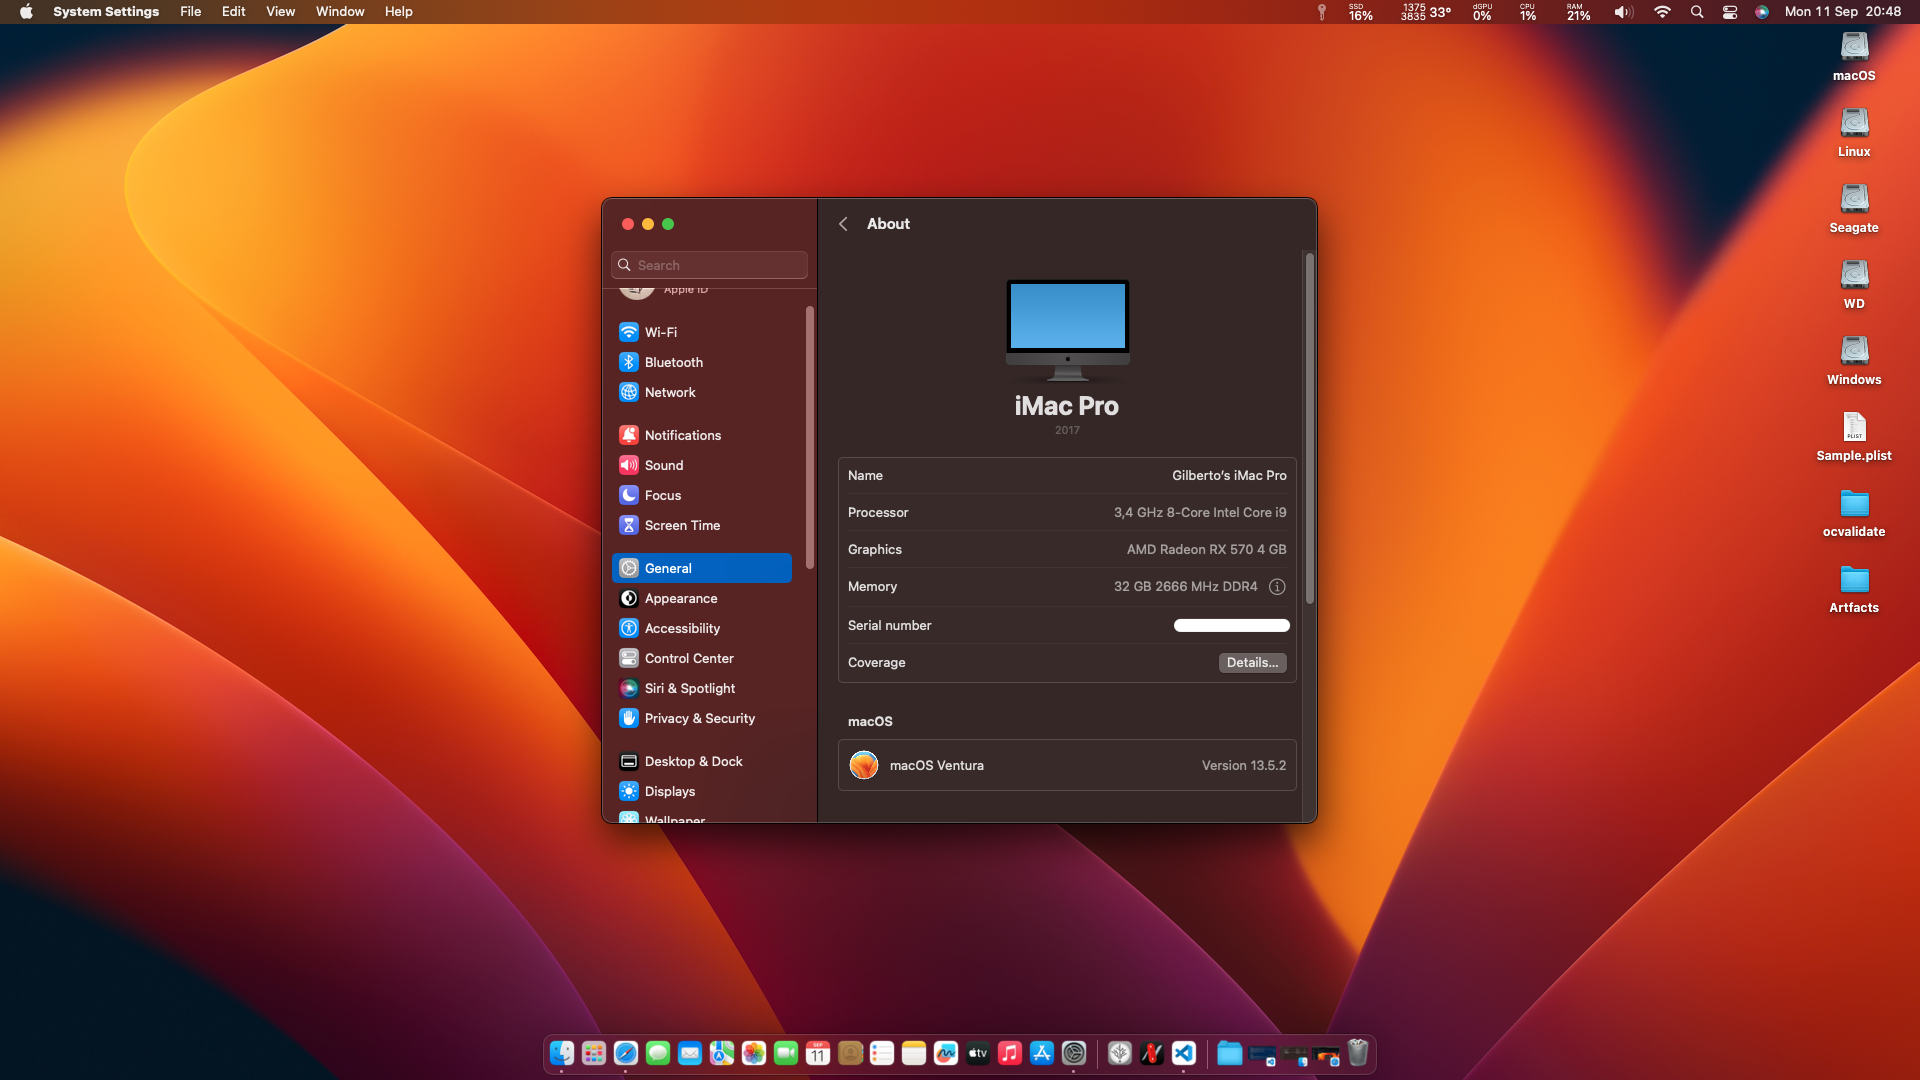 System Settings File Edit View Window Help
SSD 16% 1375 3835 33° dGPU 0% CPU 1% RAM 21% Mon 11 Sep 20:48
macOS
Linux
Seagate
WD
Windows
PLIST
Sample.plist
ocvalidate
Artfacts
Search
Apple ID
Wi-Fi
Bluetooth
Network
Notifications
Sound
Focus
Screen Time
General
Appearance
Accessibility
Control Center
Siri & Spotlight
Privacy & Security
Desktop & Dock
Displays
Wallpaper
About
iMac Pro
2017
Name Gilberto’s iMac Pro
Processor 3,4 GHz 8-Core Intel Core i9
Graphics AMD Radeon RX 570 4 GB
Memory 32 GB 2666 MHz DDR4
Serial number
Coverage Details...
macOS
macOS Ventura Version 13.5.2
SEP
11
tv